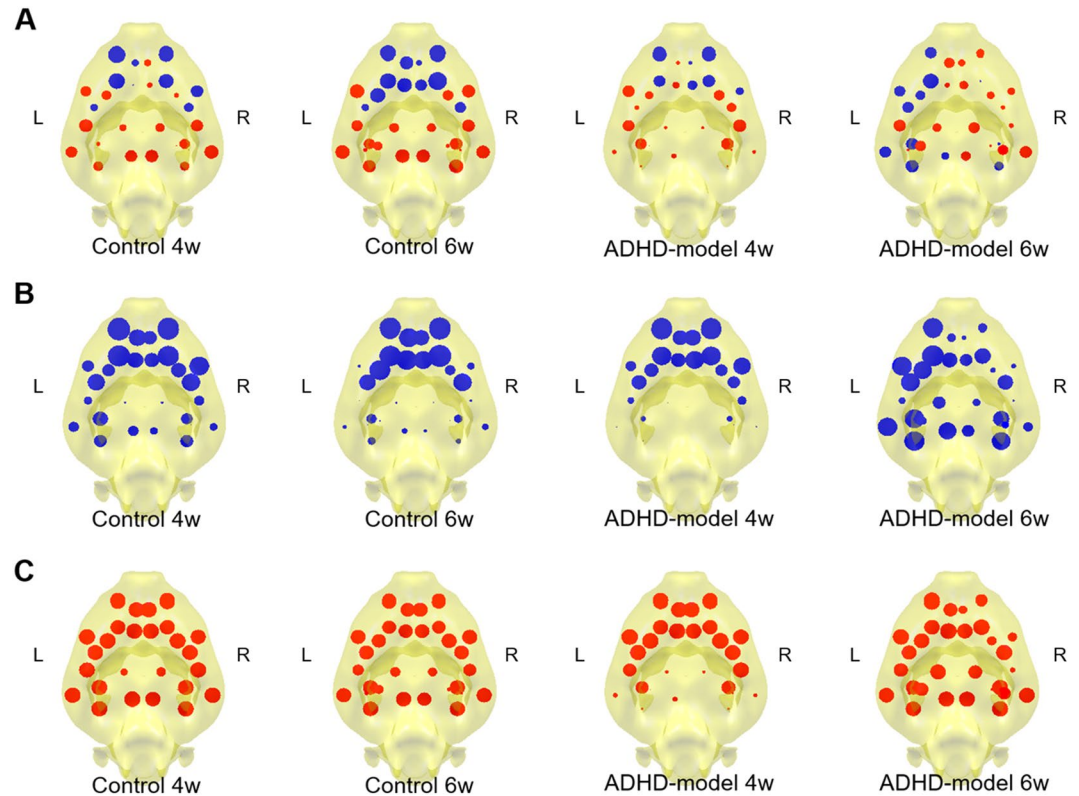 A
L R L R L R L R
Control 4w Control 6w ADHD-model 4w ADHD-model 6w
B
L R L R L R L R
Control 4w Control 6w ADHD-model 4w ADHD-model 6w
C
L R L R L R L R
Control 4w Control 6w ADHD-model 4w ADHD-model 6w